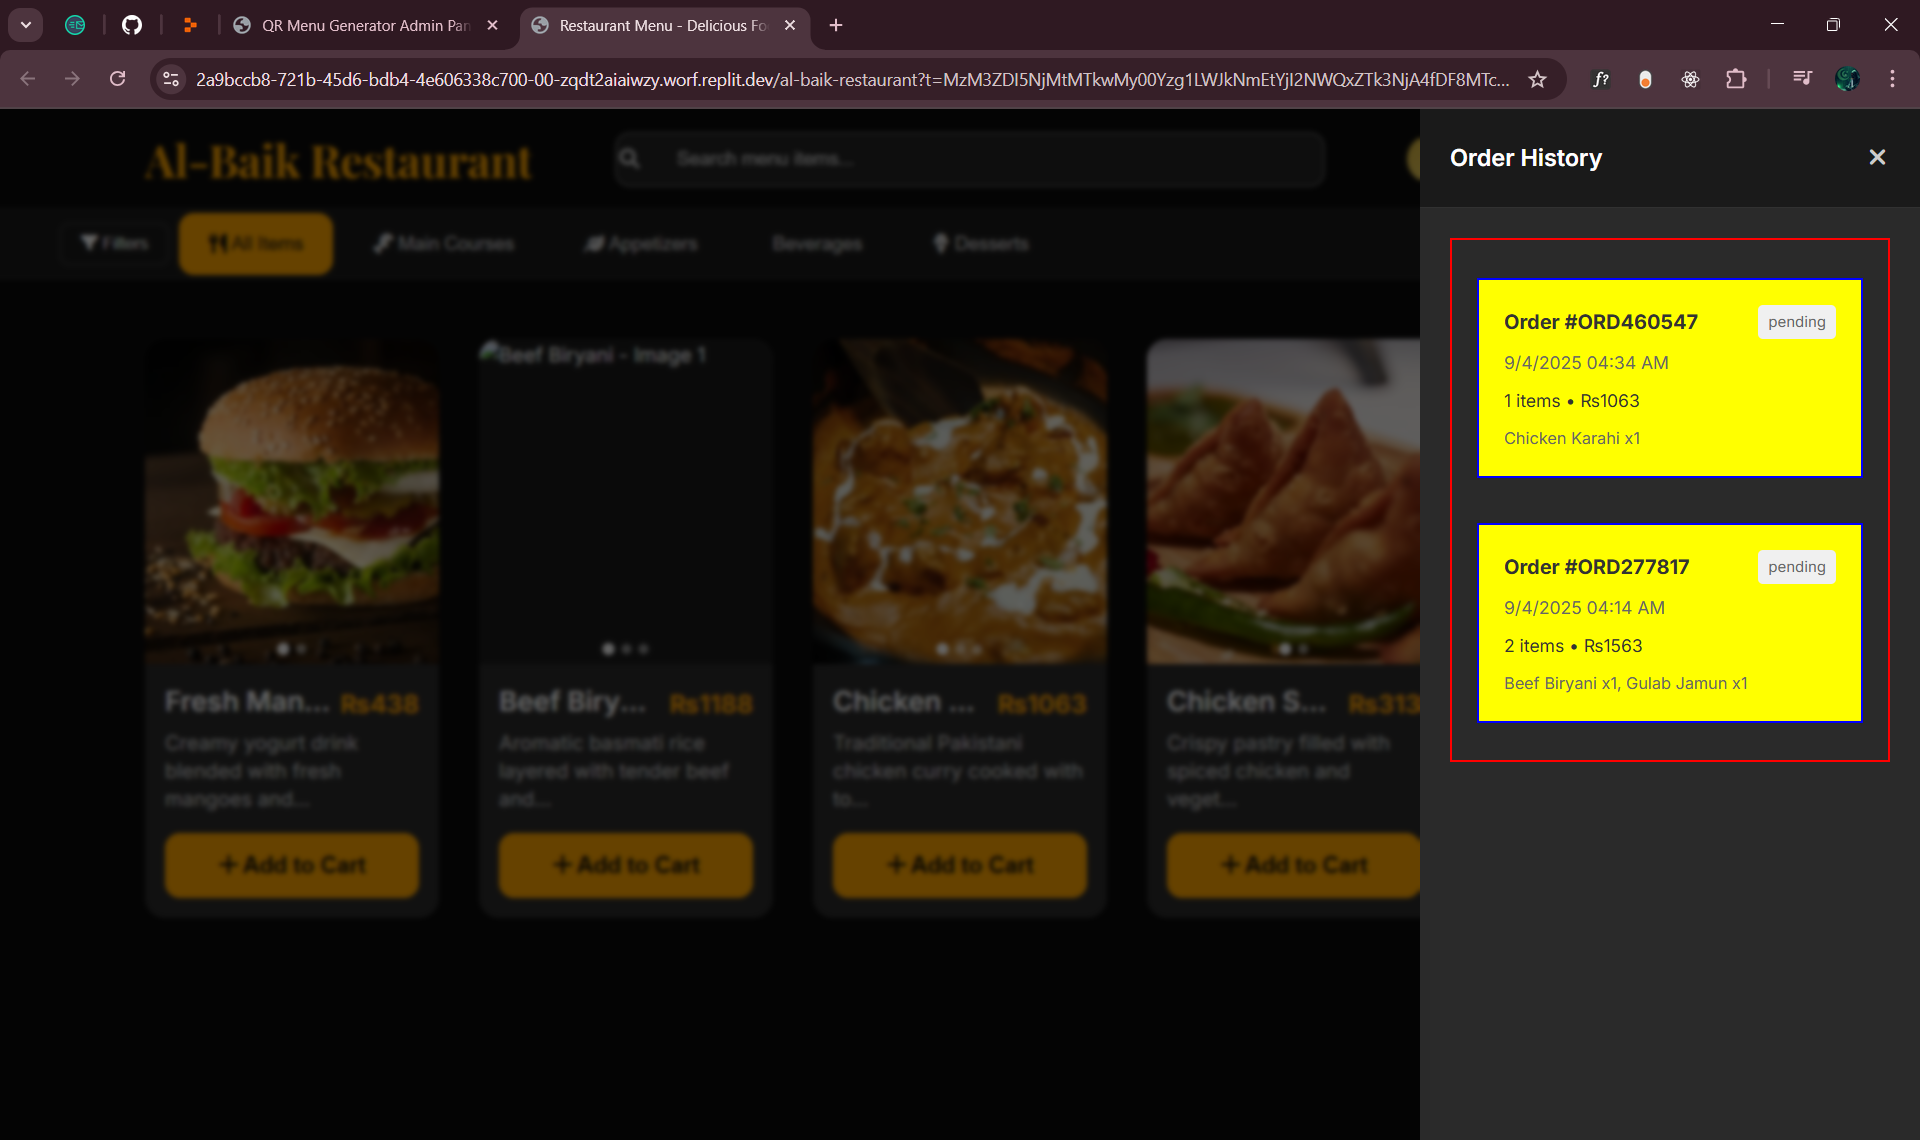 QR Menu Generator Admin Pan
Restaurant Menu - Delicious Fo
2a9bccb8-721b-45d6-bdb4-4e606338c700-00-zqdt2aiaiwzy.worf.replit.dev/al-baik-restaurant?t=MzM3ZDI5NjMtMTkwMy00Yzg1LWJkNmEtYjI2NWQxZTk3NjA4fDF8MTc...
f?
Al-Baik Restaurant
Search menu items...
Filters
All Items
Main Courses
Appetizers
Beverages
Desserts
Beef Biryani - Image 1
Fresh Man... Rs438
Creamy yogurt drink
blended with fresh
mangoes and...
+ Add to Cart
Beef Biry... Rs1188
Aromatic basmati rice
layered with tender beef
and...
+ Add to Cart
Chicken ... Rs1063
Traditional Pakistani
chicken curry cooked with
to...
+ Add to Cart
Chicken S... Rs313
Crispy pastry filled with
spiced chicken and
veget...
+ Add to Cart
Order History
Order #ORD460547
pending
9/4/2025 04:34 AM
1 items • Rs1063
Chicken Karahi x1
Order #ORD277817
pending
9/4/2025 04:14 AM
2 items • Rs1563
Beef Biryani x1, Gulab Jamun x1